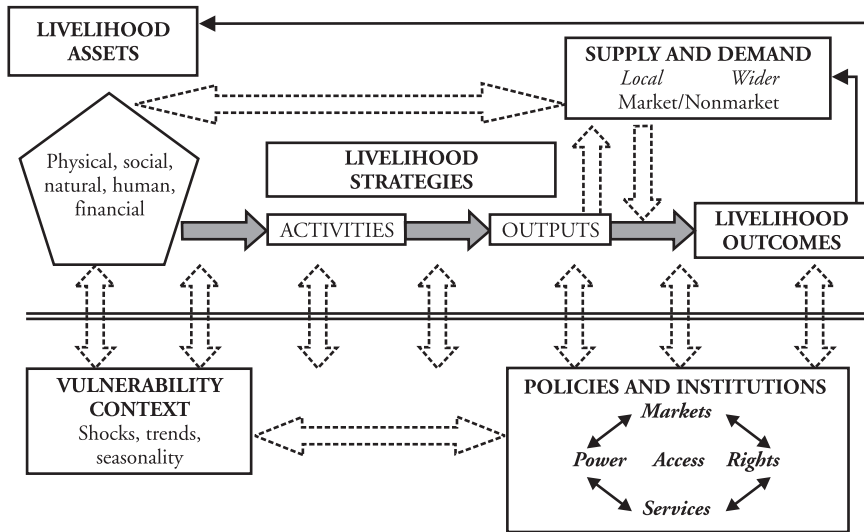 LIVELIHOOD
ASSETS
SUPPLY AND DEMAND
Local Wider
Market/Nonmarket
Physical, social,
natural, human,
financial
LIVELIHOOD
STRATEGIES
ACTIVITIES
OUTPUTS
LIVELIHOOD
OUTCOMES
VULNERABILITY
CONTEXT
Shocks, trends,
seasonality
POLICIES AND INSTITUTIONS
Markets
Power Access Rights
Services